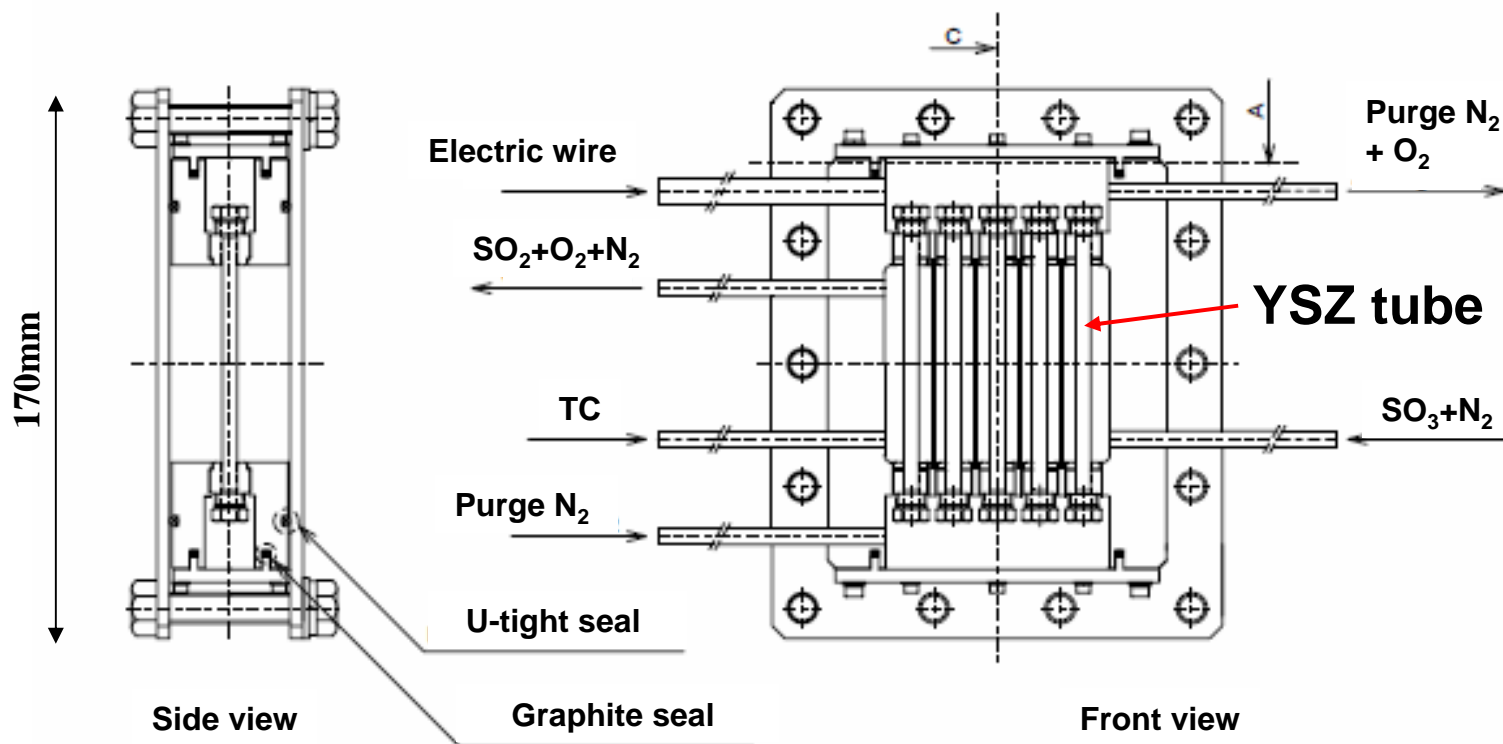 C
A
Purge N₂
+ O₂
Electric wire
SO₂+O₂+N₂
YSZ tube
170mm
TC
SO₃+N₂
Purge N₂
U-tight seal
Graphite seal
Side view
Front view